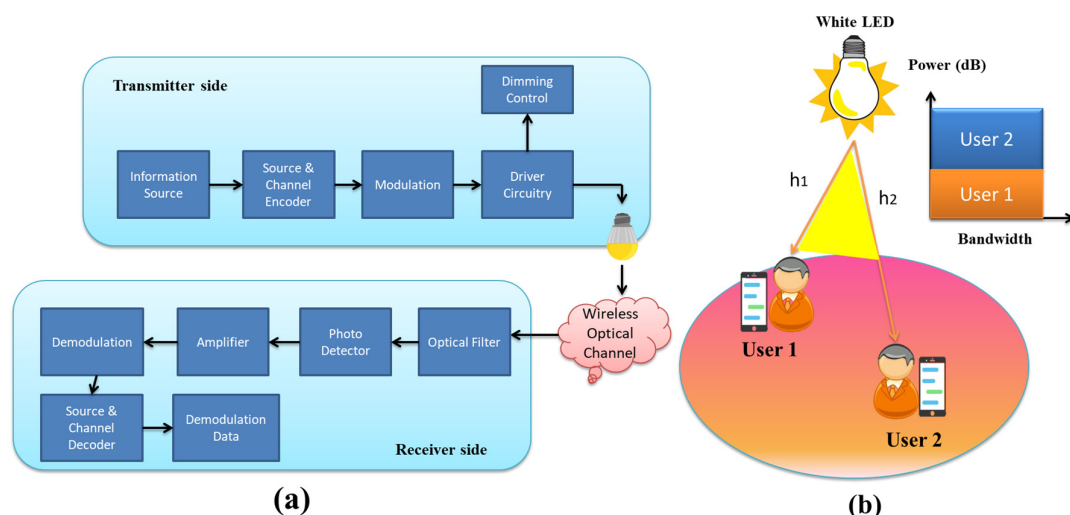 Transmitter side
Dimming
Control
Information
Source
Source &
Channel
Encoder
Modulation
Driver
Circuitry
Wireless
Optical
Channel
Optical Filter
Photo
Detector
Amplifier
Demodulation
Source &
Channel
Decoder
Demodulation
Data
Receiver side
(a)
White LED
Power (dB)
User 2
User 1
Bandwidth
h1
h2
User 1
User 2
(b)